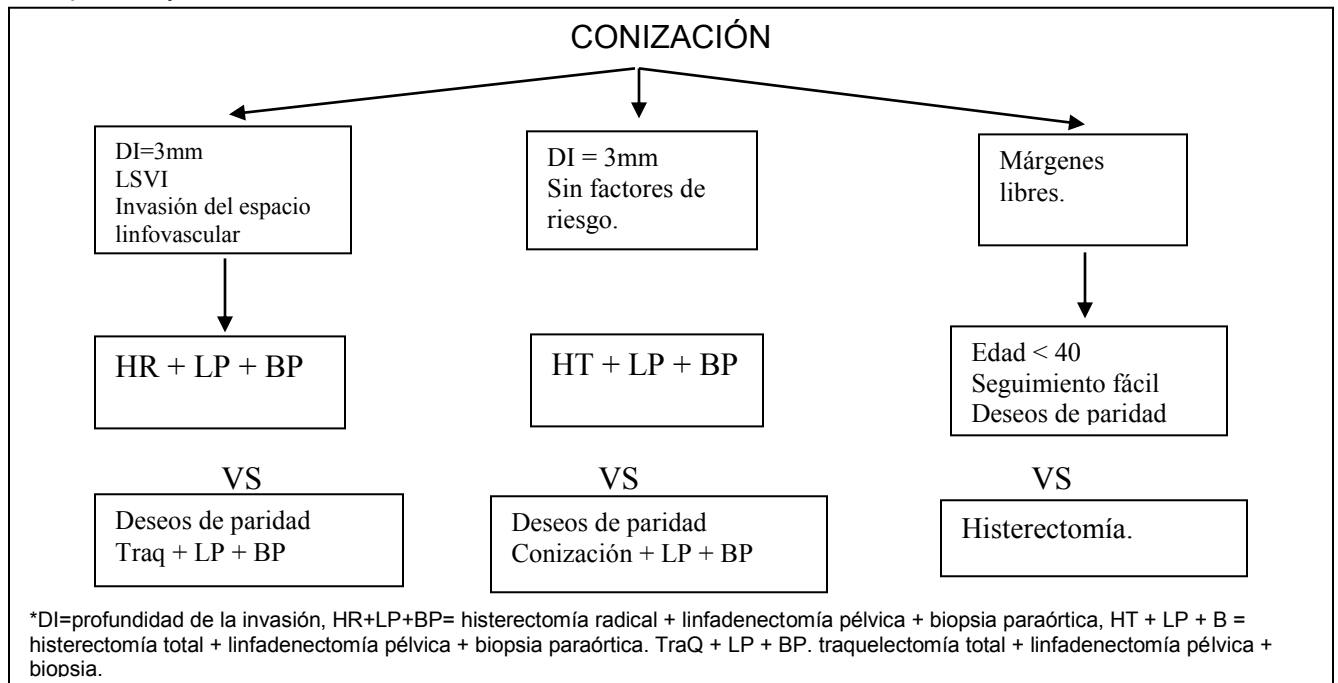 CONIZACIÓN
DI=3mm
LSVI
Invasión del espacio
linfovascular
DI = 3mm
Sin factores de
riesgo.
Márgenes
libres.
HR + LP + BP
HT + LP + BP
Edad < 40
Seguimiento fácil
Deseos de paridad
VS
VS
VS
Deseos de paridad
Traq + LP + BP
Deseos de paridad
Conización + LP + BP
Histerectomía.
*DI=profundidad de la invasión, HR+LP+BP= histerectomía radical + linfadenectomía pélvica + biopsia paraórtica, HT + LP + B =
histerectomía total + linfadenectomía pélvica + biopsia paraórtica. TraQ + LP + BP. traquelectomía total + linfadenectomía pélvica +
biopsia.